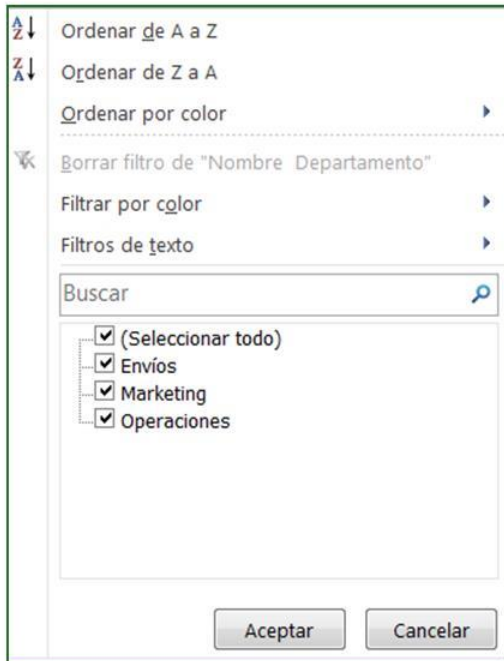 Ordenar de A a Z
Ordenar de Z a A
Ordenar por color
Borrar filtro de "Nombre Departamento"
Filtrar por color
Filtros de texto
Buscar
(Seleccionar todo)
Envíos
Marketing
Operaciones
Aceptar Cancelar